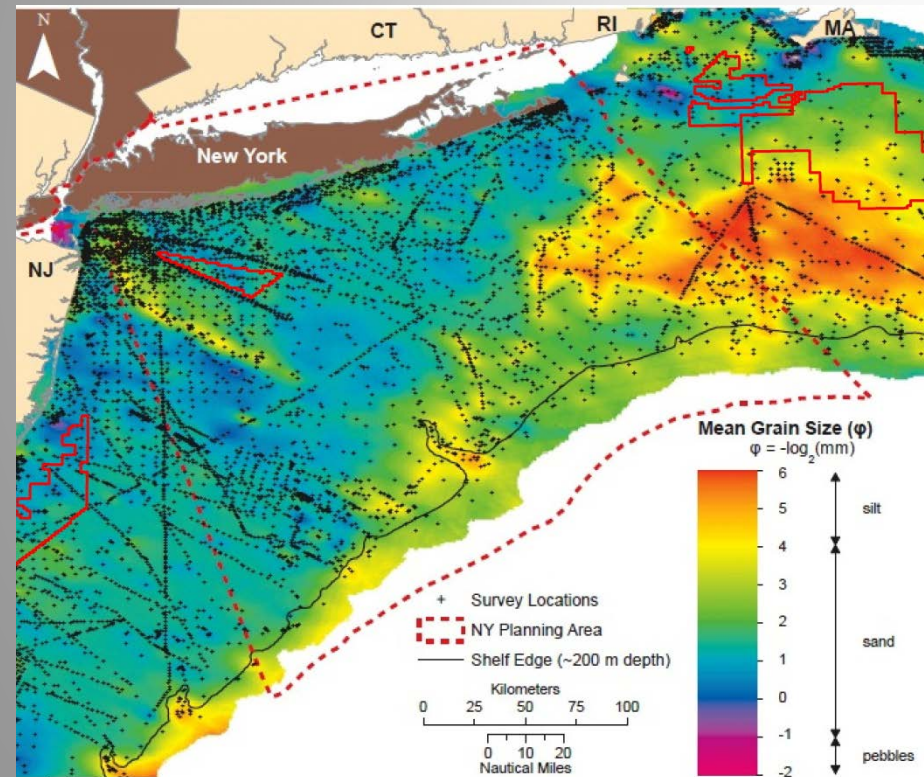 N
CT
RI
MA
New York
NJ
Mean Grain Size (φ)
φ = -log₂(mm)
6
5
4
3
2
1
0
-1
-2
silt
sand
pebbles
+ Survey Locations
NY Planning Area
Shelf Edge (~200 m depth)
Kilometers
0 25 50 75 100
0 10 20
Nautical Miles